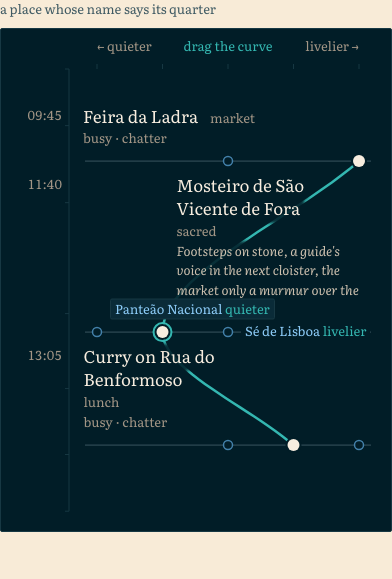 a place whose name says its quarter
← quieter drag the curve livelier →
09:45 Feira da Ladra market
busy · chatter
11:40 Mosteiro de São
Vicente de Fora
sacred
Footsteps on stone, a guide's
voice in the next cloister, the
market only a murmur over the
Panteão Nacional quieter
Sé de Lisboa livelier
13:05 Curry on Rua do
Benformoso
lunch
busy · chatter